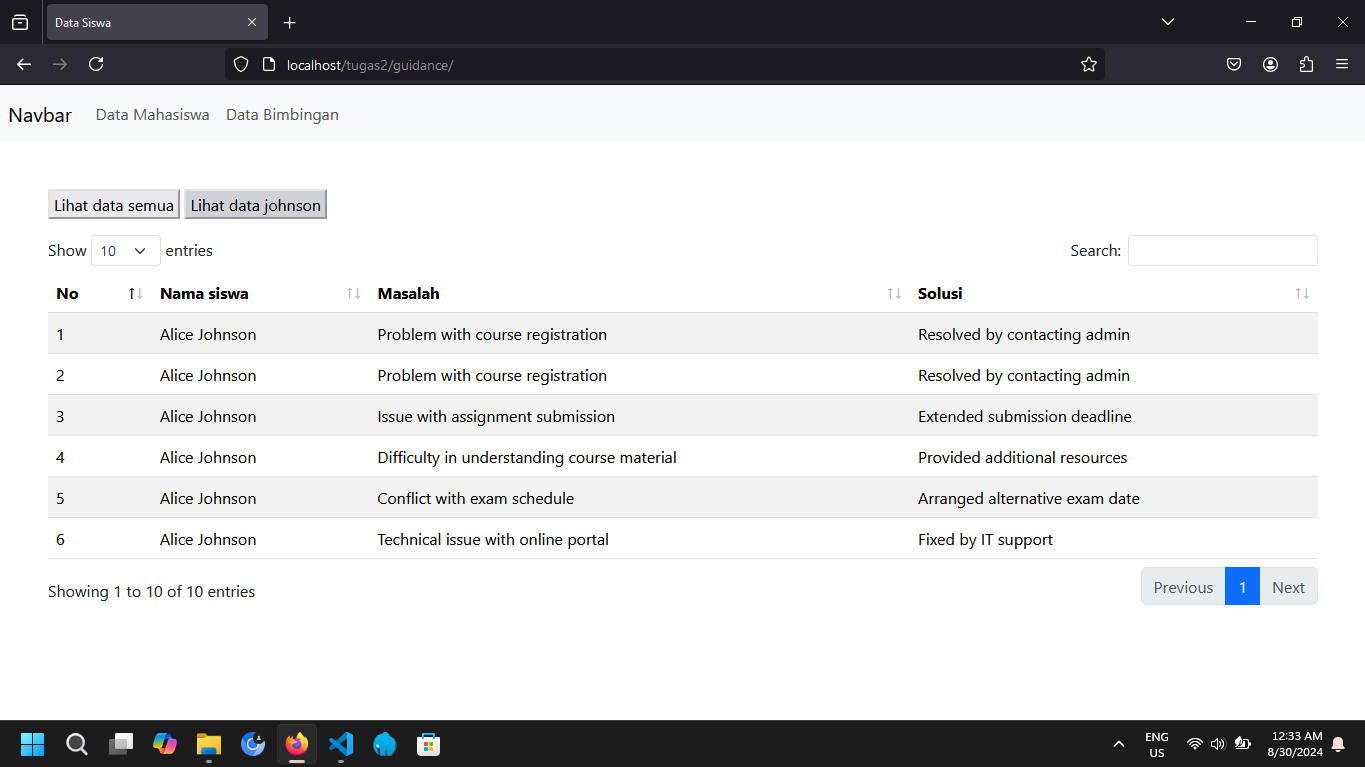 Data Siswa
localhost/tugas2/guidance/
Navbar Data Mahasiswa Data Bimbingan
Lihat data semua Lihat data johnson
Show 10 entries Search:
No Nama siswa Masalah Solusi
1 Alice Johnson Problem with course registration Resolved by contacting admin
2 Alice Johnson Problem with course registration Resolved by contacting admin
3 Alice Johnson Issue with assignment submission Extended submission deadline
4 Alice Johnson Difficulty in understanding course material Provided additional resources
5 Alice Johnson Conflict with exam schedule Arranged alternative exam date
6 Alice Johnson Technical issue with online portal Fixed by IT support
Showing 1 to 10 of 10 entries Previous 1 Next
ENG 12:33 AM
US 8/30/2024